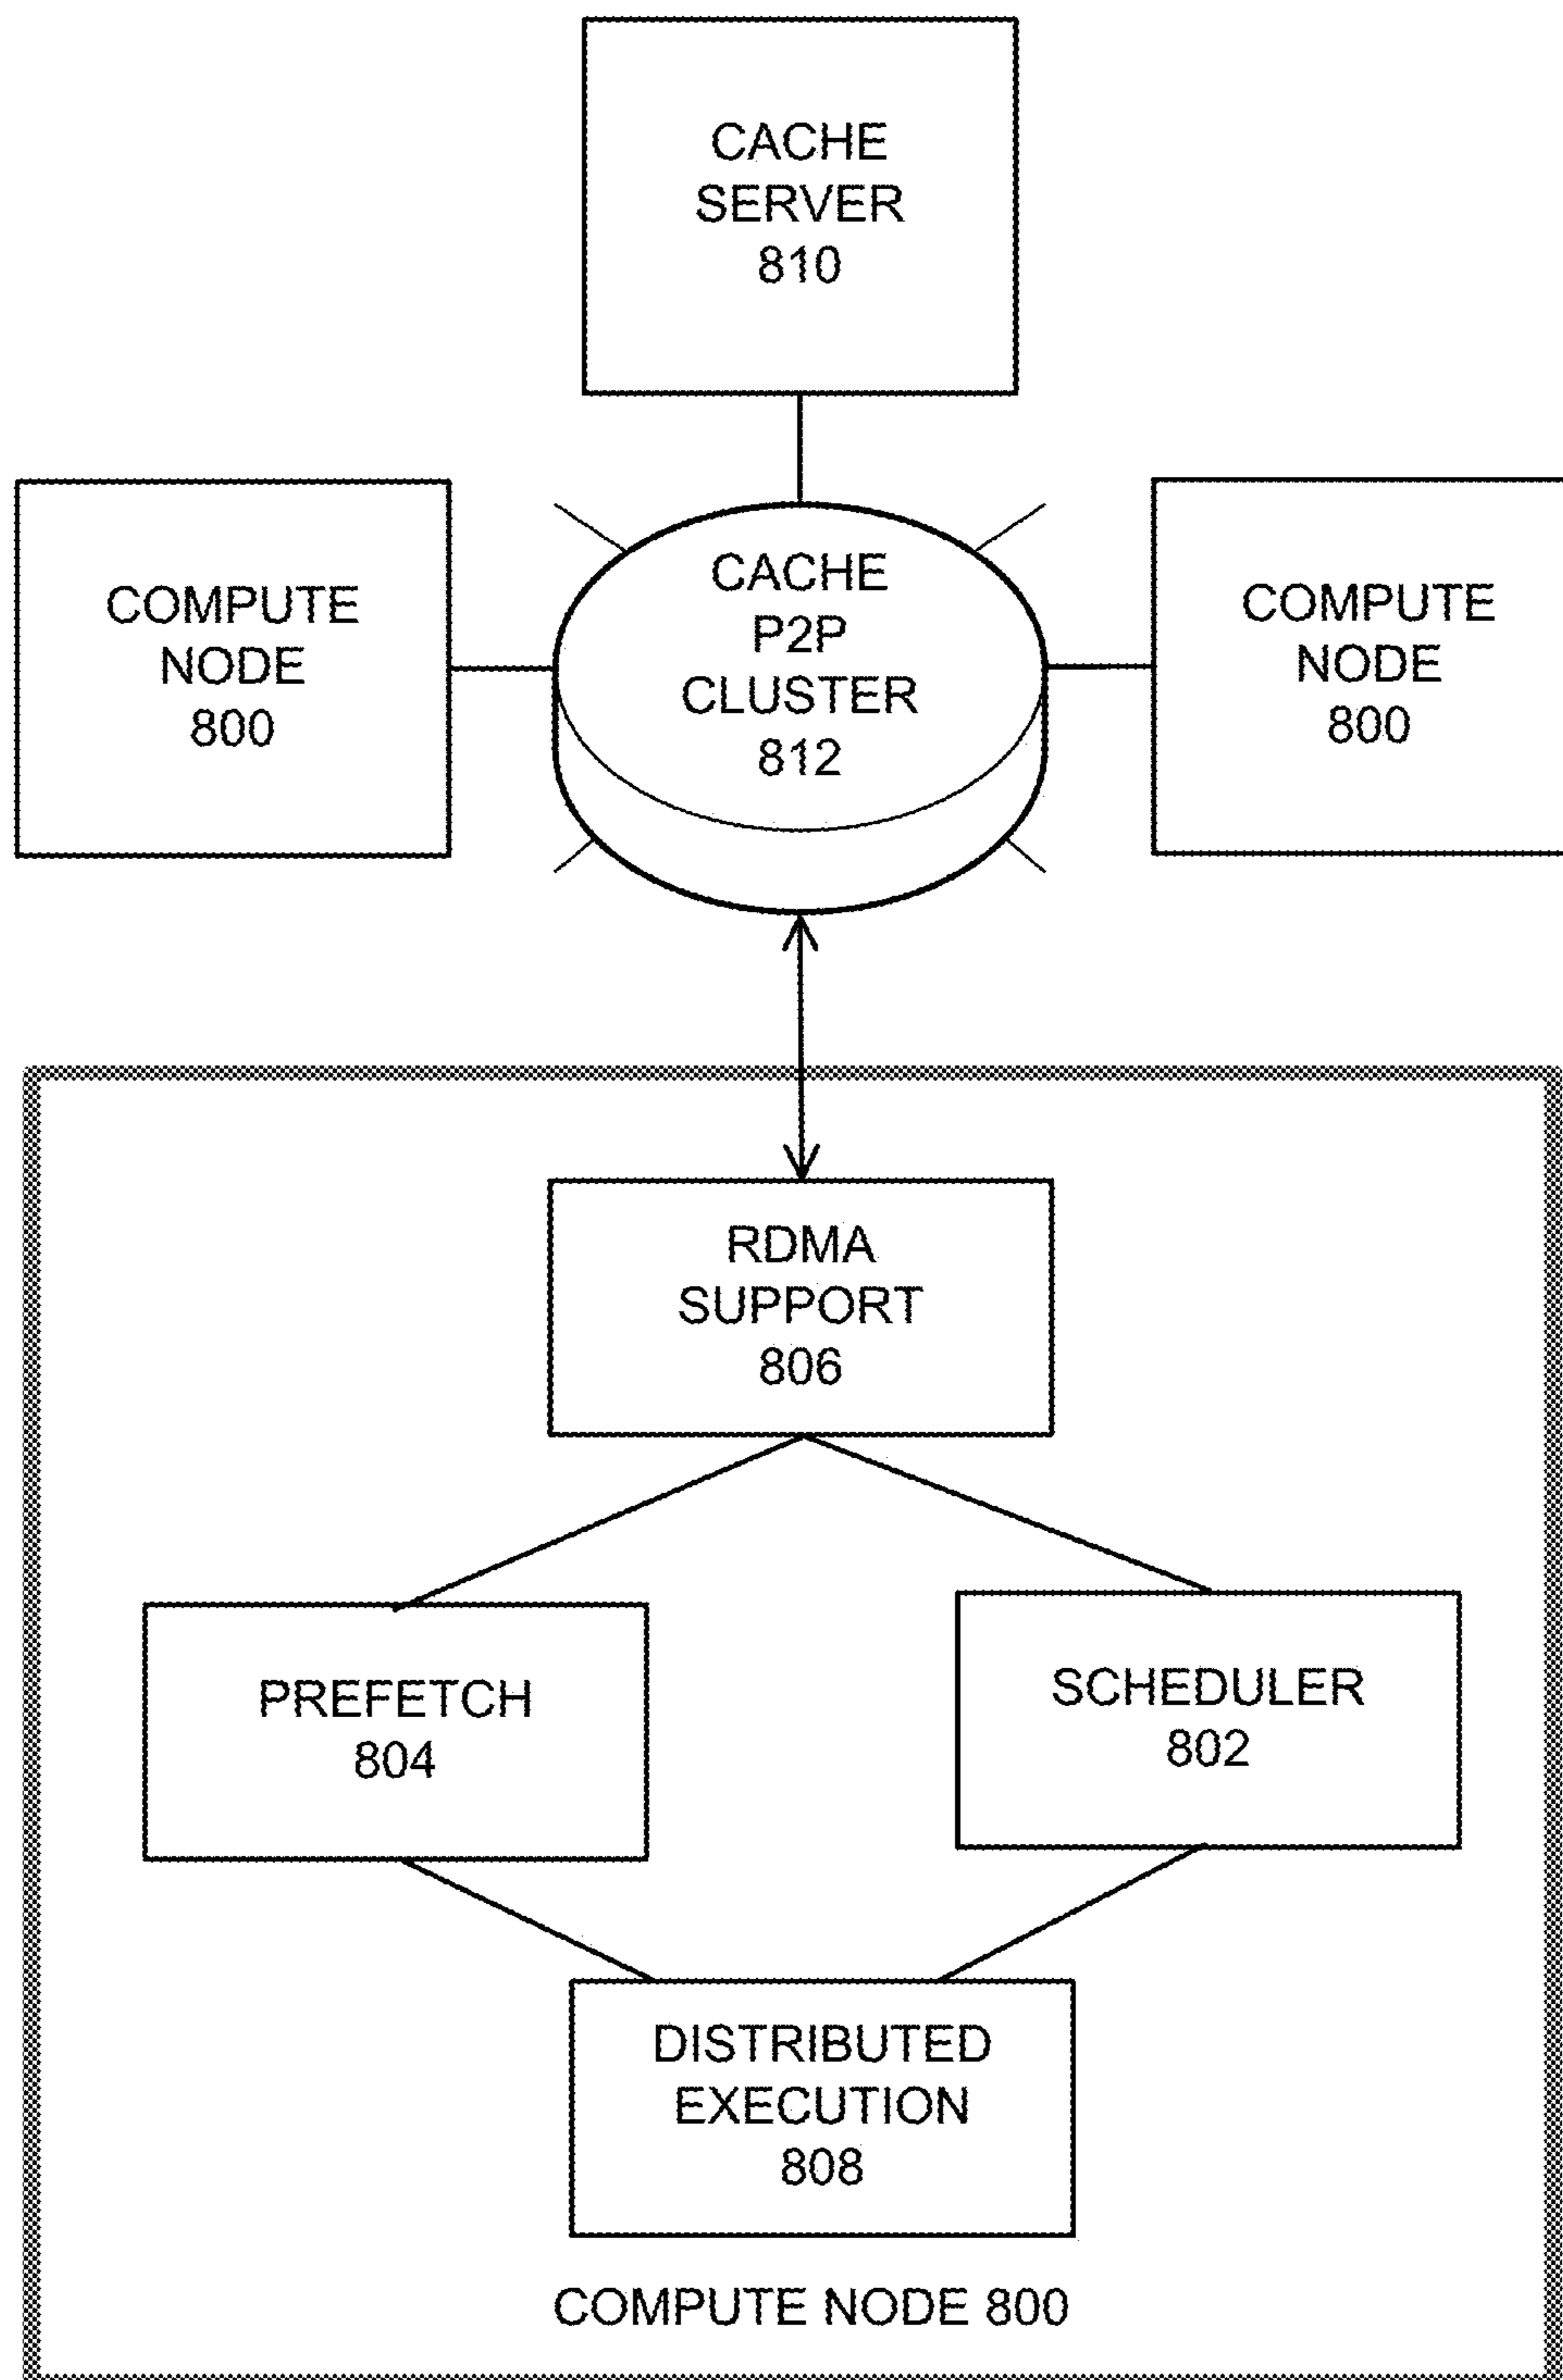 CACHE
SERVER
810
COMPUTE
NODE
800
CACHE
P2P
CLUSTER
812
COMPUTE
NODE
800
RDMA
SUPPORT
806
PREFETCH
804
SCHEDULER
802
DISTRIBUTED
EXECUTION
808
COMPUTE NODE 800